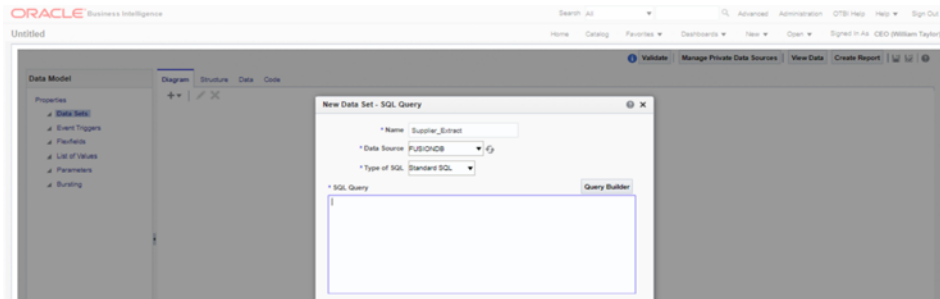 ORACLE Business Intelligence Search All Advanced Administration OTBI Help Help Sign Out
Untitled Home Catalog Favorites Dashboards New Open Signed In As CEO (William Taylor)
Validate Manage Private Data Sources View Data Create Report
Data Model
Diagram Structure Data Code
Properties
Data Sets
Event Triggers
Flexfields
List of Values
Parameters
Bursting
New Data Set - SQL Query
* Name Supplier_Extract
* Data Source FUSIONDB
* Type of SQL Standard SQL
* SQL Query Query Builder